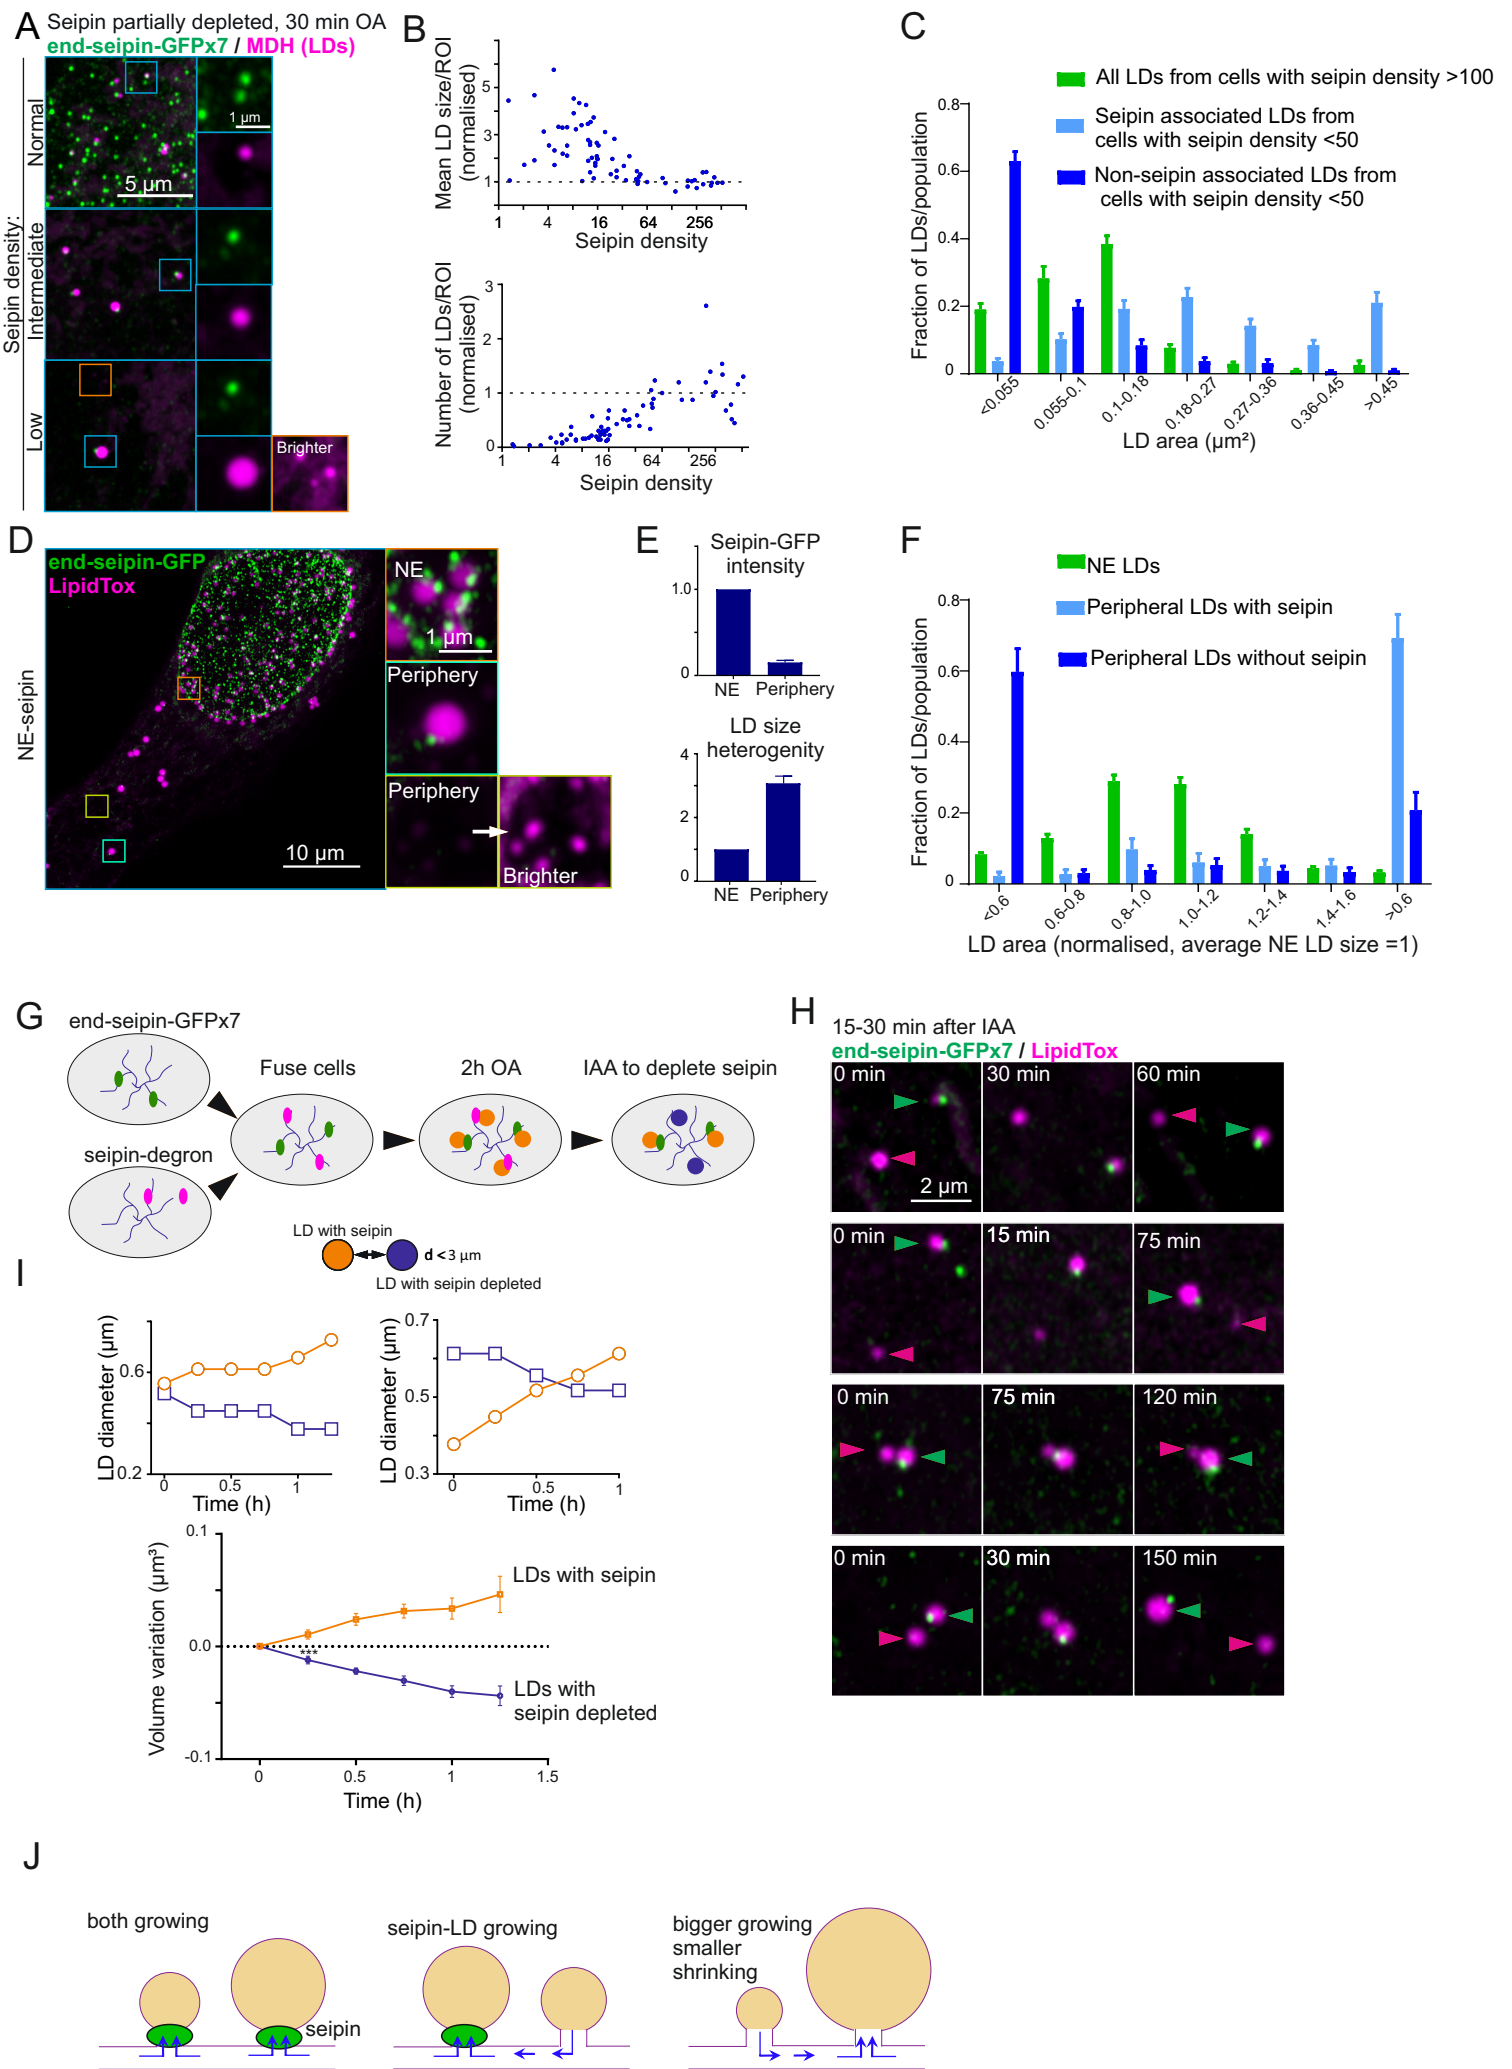 A
Seipin partially depleted, 30 min OA
end-seipin-GFPx7 / MDH (LDs)
Seipin density:
Normal
Intermediate
Low
5 µm
1 µm
Brighter
B
Mean LD size/ROI
(normalised)
5
3
1
1
4
16
64
256
Seipin density
Number of LDs/ROI
(normalised)
3
2
1
0
1
4
16
64
256
Seipin density
C
All LDs from cells with seipin density >100
Seipin associated LDs from
cells with seipin density <50
Non-seipin associated LDs from
cells with seipin density <50
Fraction of LDs/population
0.8
0.6
0.4
0.2
0
<0.055
0.055-0.1
0.1-0.18
0.18-0.27
0.27-0.36
0.36-0.45
>0.45
LD area (µm²)
D
end-seipin-GFP
LipidTox
NE-seipin
10 µm
NE
1 µm
Periphery
Periphery
Brighter
E
Seipin-GFP
intensity
1.0
0
NE
Periphery
LD size
heterogenity
4
2
0
NE
Periphery
F
NE LDs
Peripheral LDs with seipin
Peripheral LDs without seipin
Fraction of LDs/population
0.8
0.6
0.4
0.2
0
<0.6
0.6-0.8
0.8-1.0
1.0-1.2
1.2-1.4
1.4-1.6
>0.6
LD area (normalised, average NE LD size =1)
G
end-seipin-GFPx7
seipin-degron
Fuse cells
2h OA
IAA to deplete seipin
LD with seipin
d < 3 µm
LD with seipin depleted
H
15-30 min after IAA
end-seipin-GFPx7 / LipidTox
0 min
30 min
60 min
2 µm
0 min
15 min
75 min
0 min
75 min
120 min
0 min
30 min
150 min
I
LD diameter (µm)
0.6
0.2
0
0.5
1
Time (h)
LD diameter (µm)
0.7
0.5
0.3
0
0.5
1
Time (h)
Volume variation (µm³)
0.1
0.0
-0.1
***
LDs with seipin
LDs with
seipin depleted
0
0.5
1
1.5
Time (h)
J
both growing
seipin
seipin-LD growing
bigger growing
smaller
shrinking